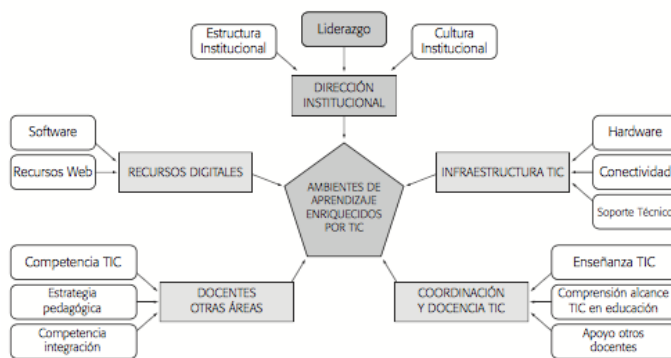 Liderazgo
Estructura
Institucional
Cultura
Institucional
DIRECCIÓN
INSTITUCIONAL
Software
Recursos Web
RECURSOS DIGITALES
AMBIENTES DE
APRENDIZAJE
ENRIQUECIDOS
POR TIC
INFRAESTRUCTURA TIC
Hardware
Conectividad
Soporte Técnico
Competencia TIC
Estrategia
pedagógica
Competencia
integración
DOCENTES
OTRAS ÁREAS
COORDINACIÓN
Y DOCENCIA TIC
Enseñanza TIC
Comprensión alcance
TIC en educación
Apoyo otros
docentes